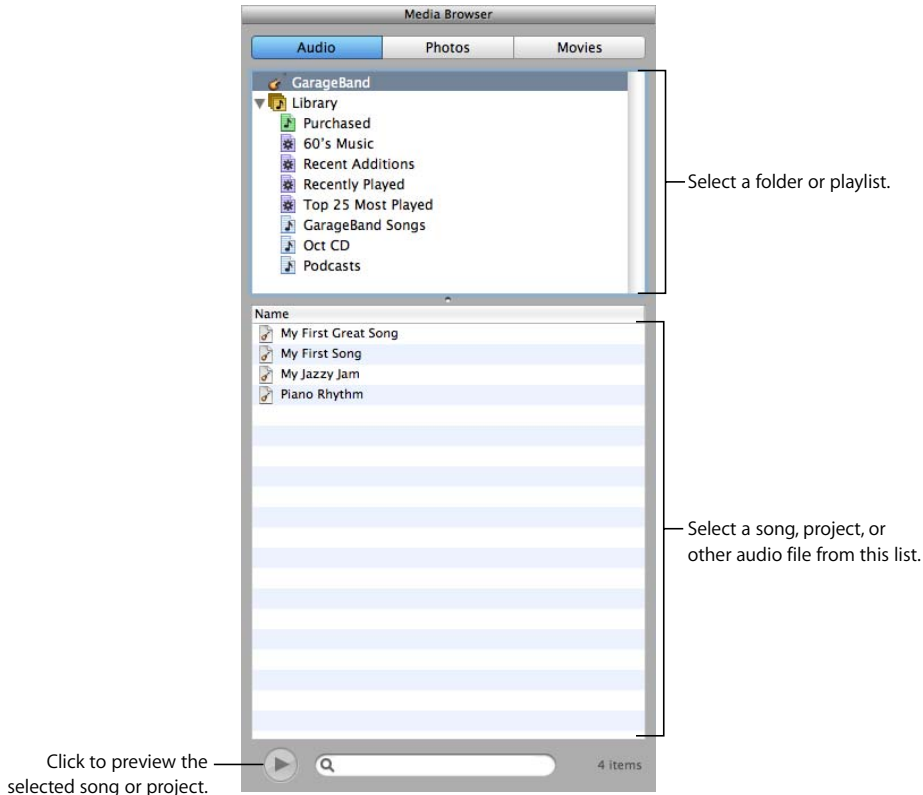 Media Browser
Audio Photos Movies
GarageBand
Library
Purchased
60's Music
Recent Additions
Recently Played
Top 25 Most Played
GarageBand Songs
Oct CD
Podcasts
Select a folder or playlist.
Name
My First Great Song
My First Song
My Jazzy Jam
Piano Rhythm
Select a song, project, or
other audio file from this list.
Click to preview the
selected song or project.
4 items